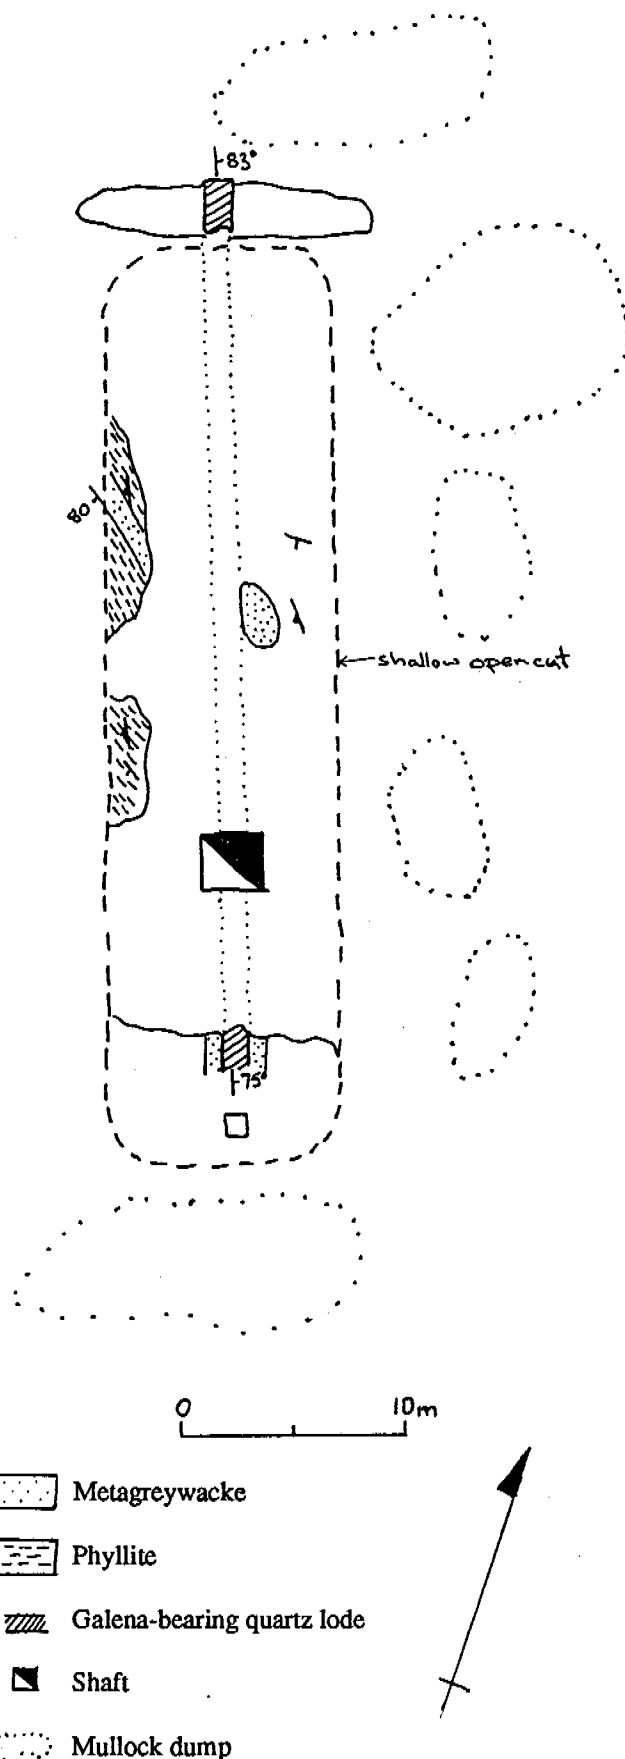 83°
80
shallow opencut
75°
0 10m
Metagreywacke
Phyllite
Galena-bearing quartz lode
Shaft
Mullock dump